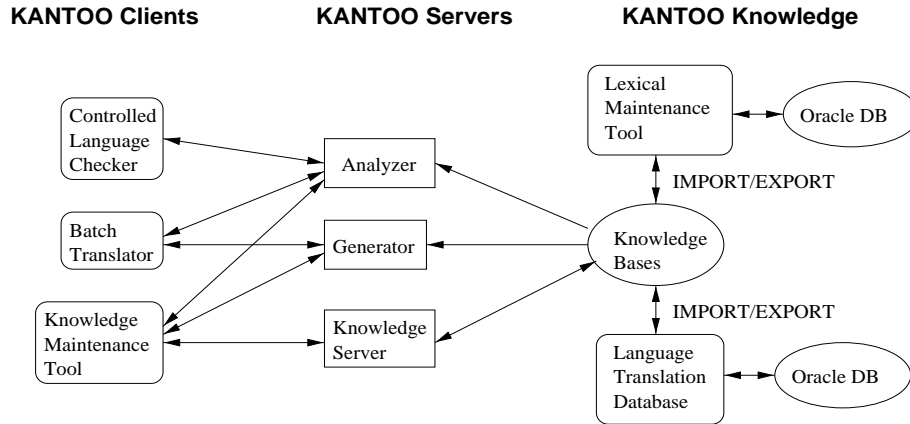 KANTOO Clients
KANTOO Servers
KANTOO Knowledge
Controlled
Language
Checker
Batch
Translator
Knowledge
Maintenance
Tool
Analyzer
Generator
Knowledge
Server
Lexical
Maintenance
Tool
Oracle DB
IMPORT/EXPORT
Knowledge
Bases
IMPORT/EXPORT
Language
Translation
Database
Oracle DB